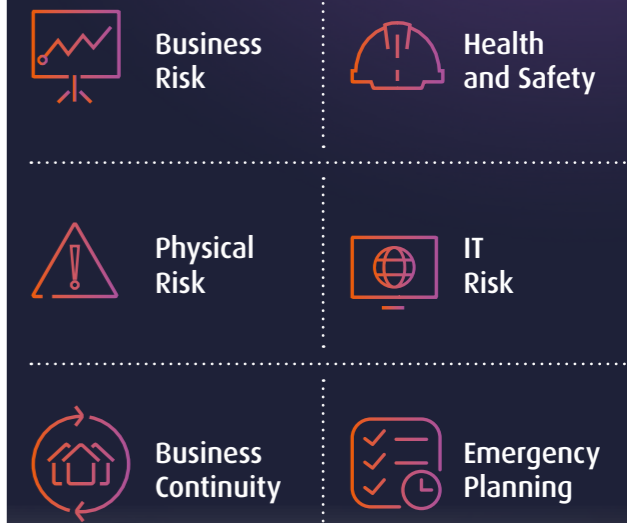 Business
Risk
Health
and Safety
Physical
Risk
IT
Risk
Business
Continuity
Emergency
Planning